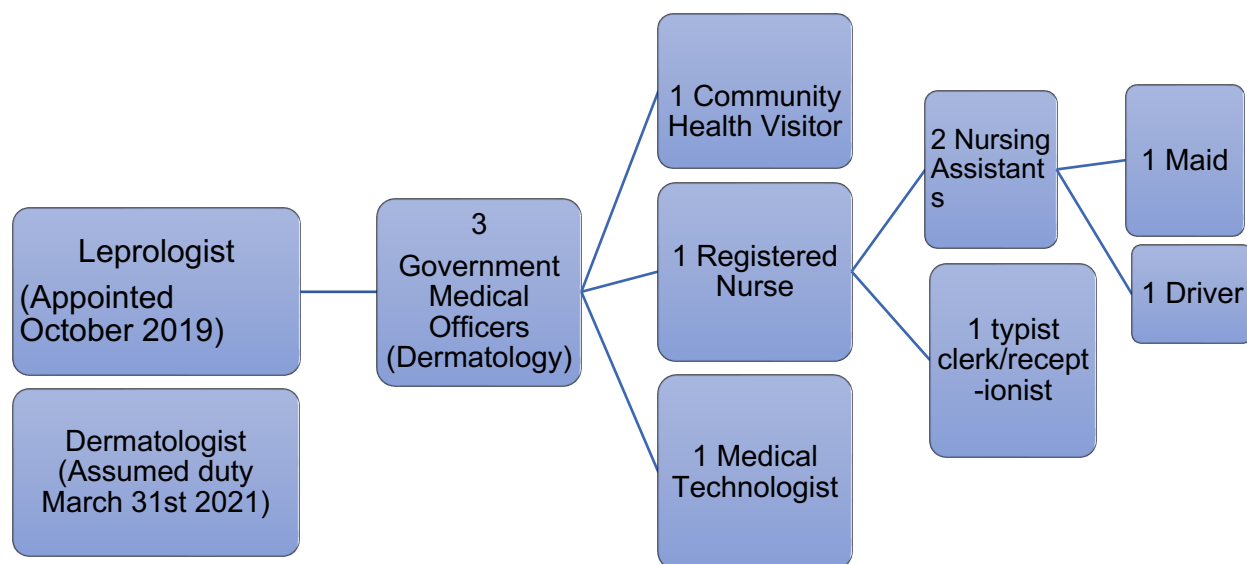 Leprologist
(Appointed
October 2019)
Dermatologist
(Assumed duty
March 31st 2021)
3
Government
Medical
Officers
(Dermatology)
1 Community
Health Visitor
1 Registered
Nurse
1 Medical
Technologist
2 Nursing
Assistant
s
1 typist
clerk/recept
-ionist
1 Maid
1 Driver